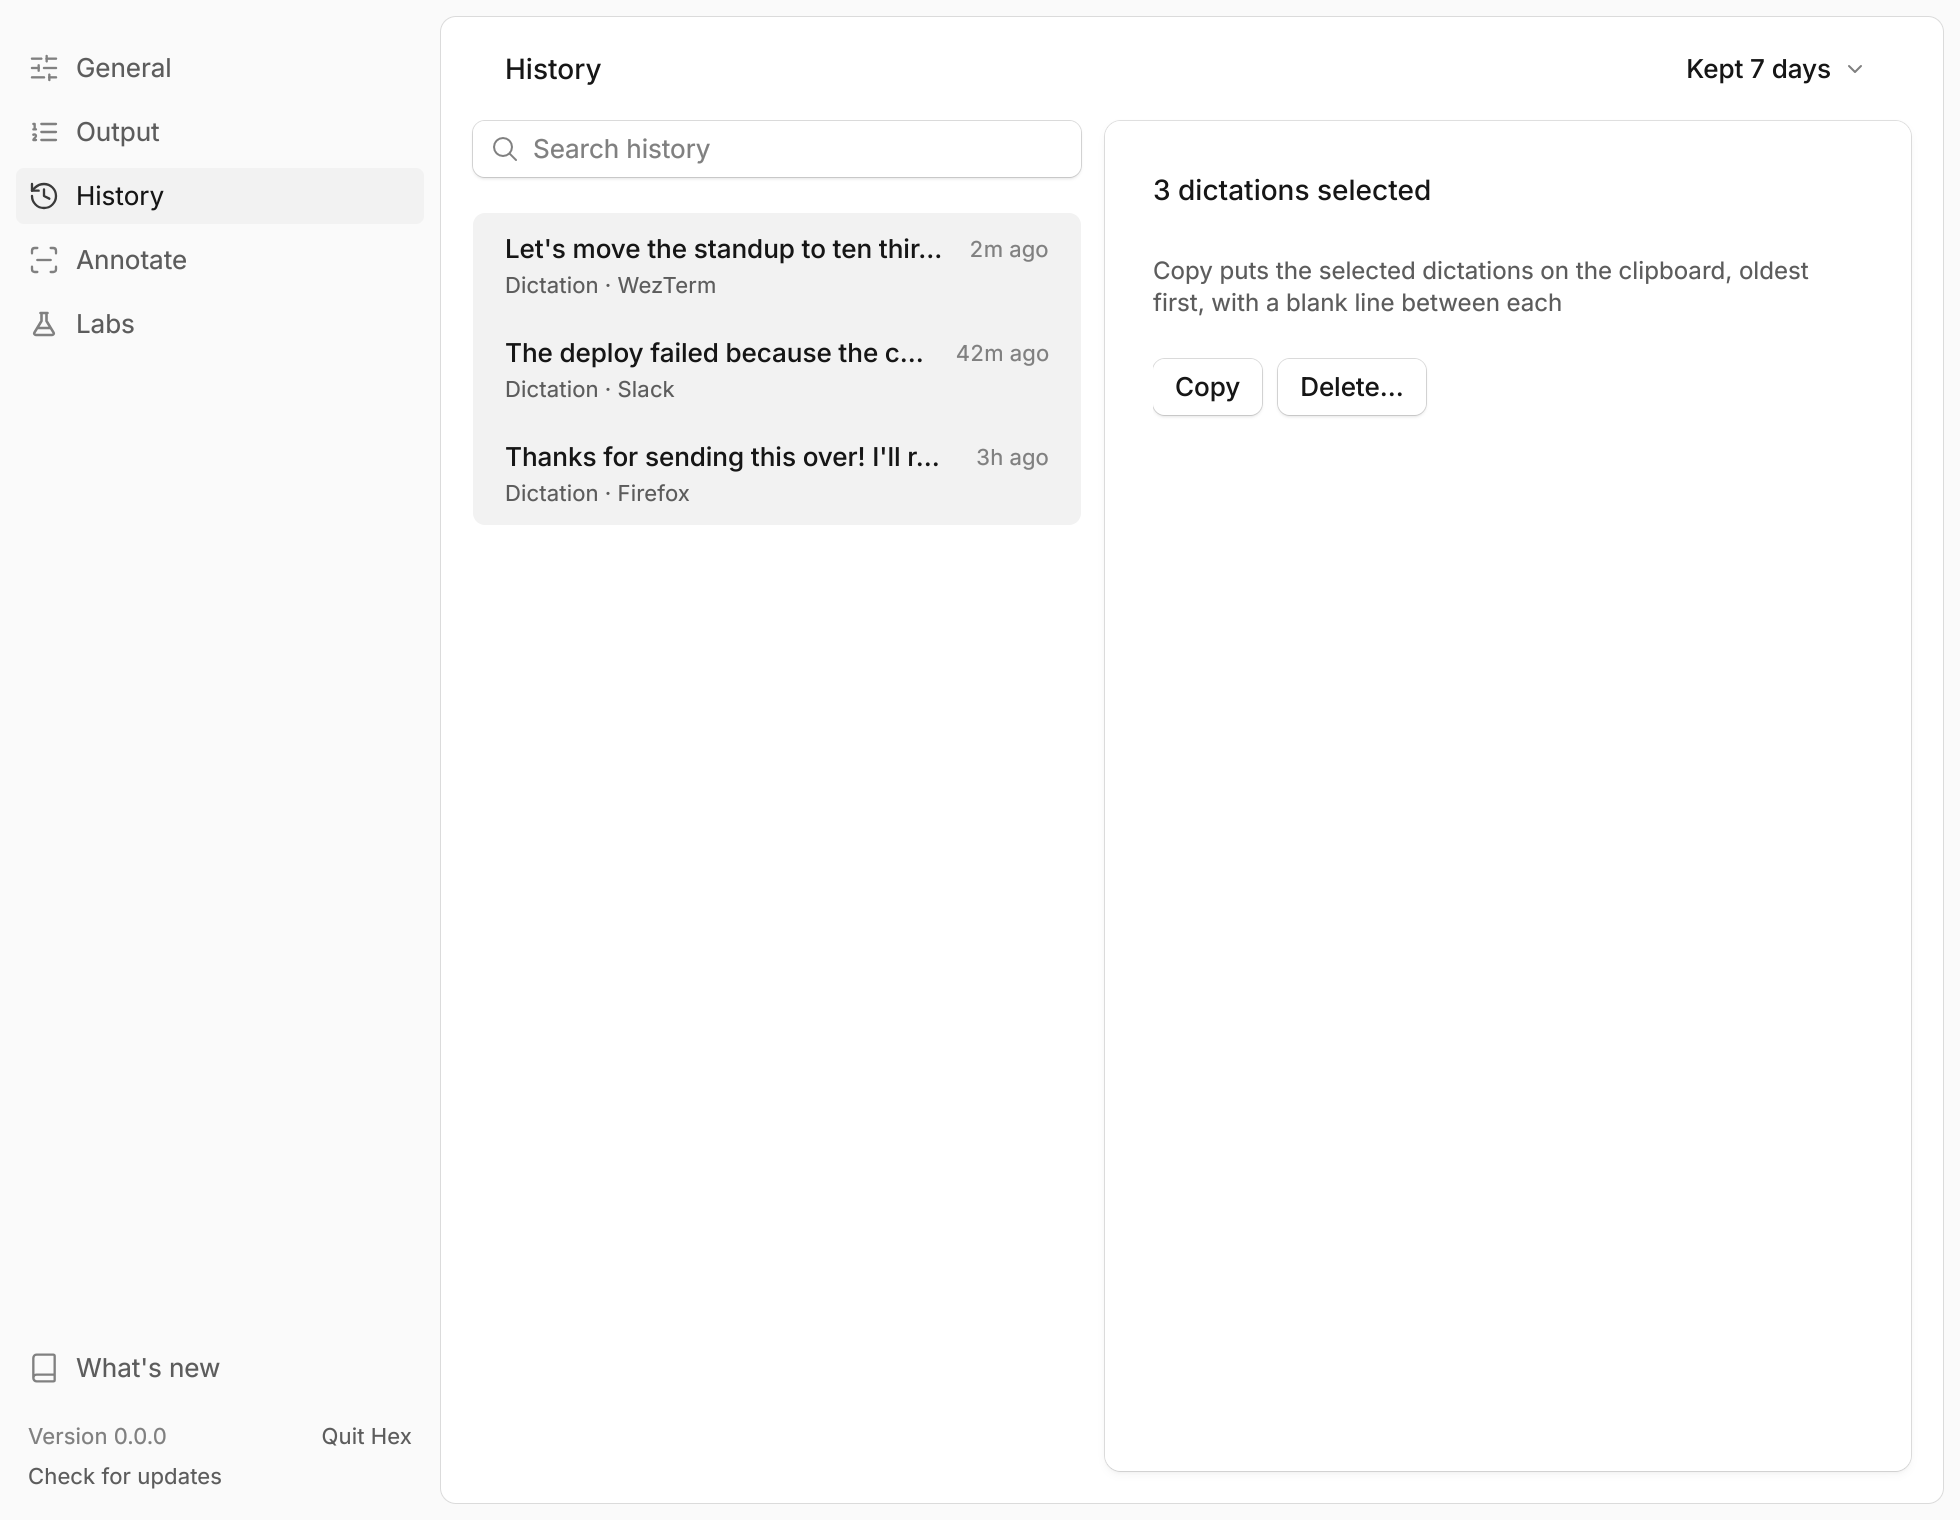 General
Output
History
Annotate
Labs
What's new
Version 0.0.0
Quit Hex
Check for updates
History
Kept 7 days
Search history
Let's move the standup to ten thir...
2m ago
Dictation · WezTerm
The deploy failed because the c...
42m ago
Dictation · Slack
Thanks for sending this over! I'll r...
3h ago
Dictation · Firefox
3 dictations selected
Copy puts the selected dictations on the clipboard, oldest
first, with a blank line between each
Copy
Delete...